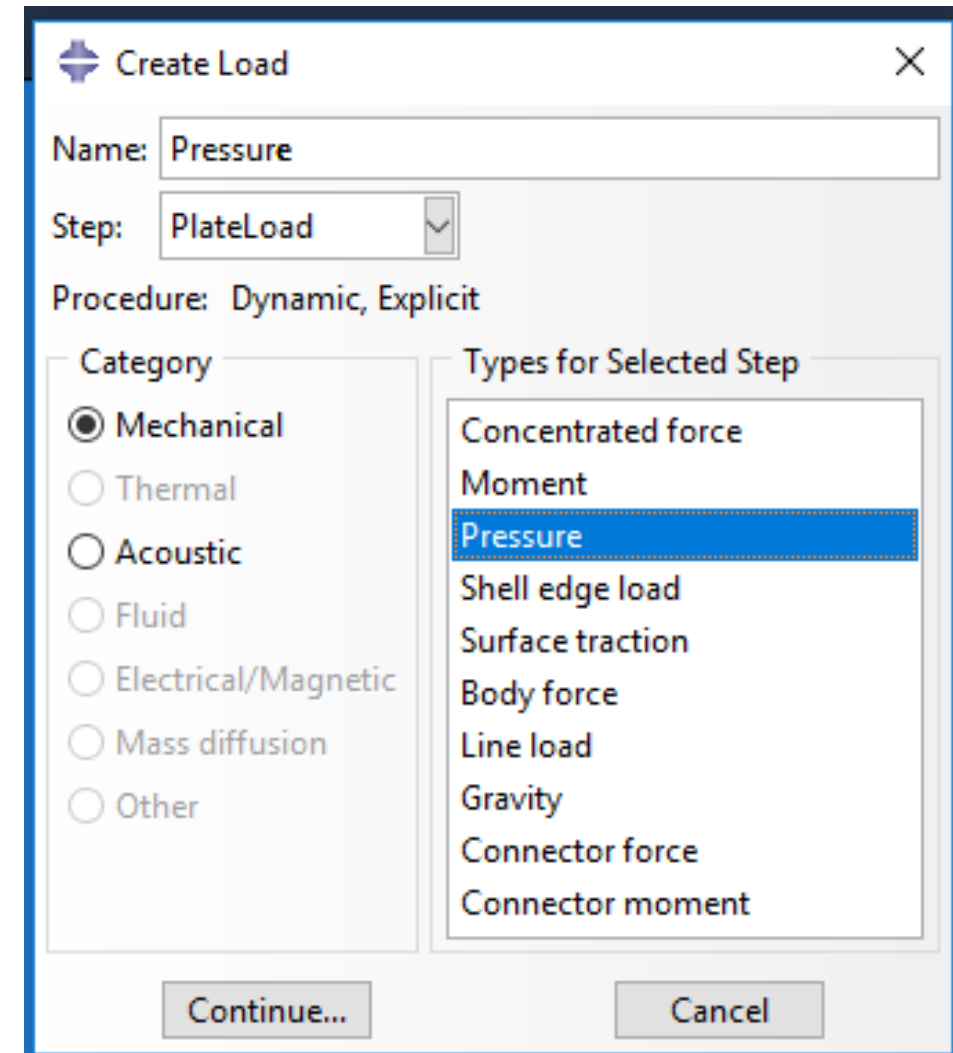 Create Load
Name: Pressure
Step: PlateLoad
Procedure: Dynamic, Explicit
Category
Mechanical
Thermal
Acoustic
Fluid
Electrical/Magnetic
Mass diffusion
Other
Types for Selected Step
Concentrated force
Moment
Pressure
Shell edge load
Surface traction
Body force
Line load
Gravity
Connector force
Connector moment
Continue...
Cancel